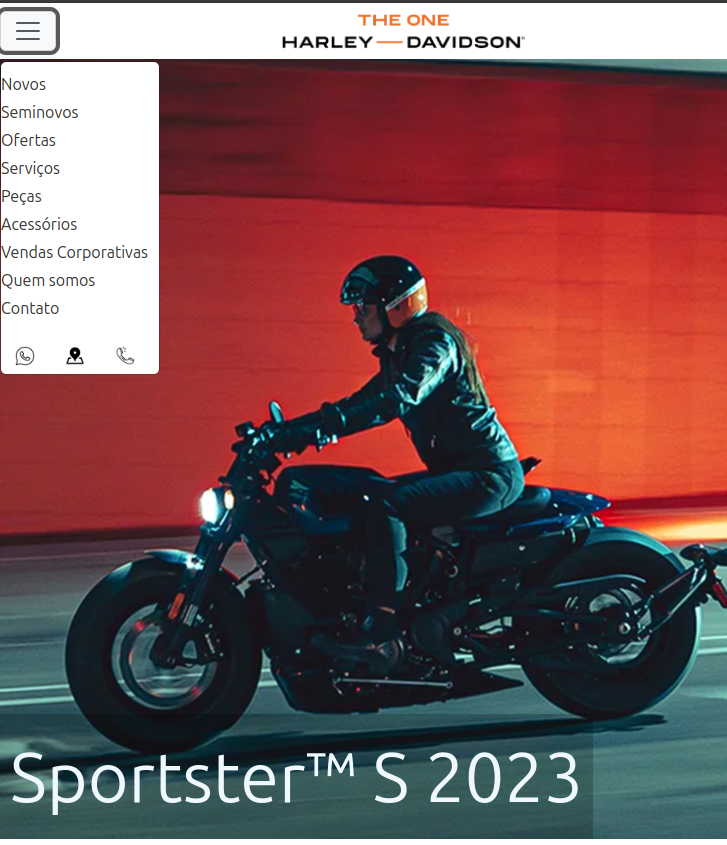 THE ONE
HARLEY—DAVIDSON®
Novos
Seminovos
Ofertas
Serviços
Peças
Acessórios
Vendas Corporativas
Quem somos
Contato
Sportster™ S 2023